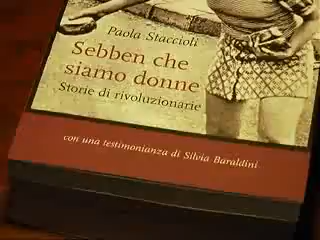 Paola Staccioli
Sebben che
siamo donne
Storie di rivoluzionarie
con una testimonianza di Silvia Baraldini